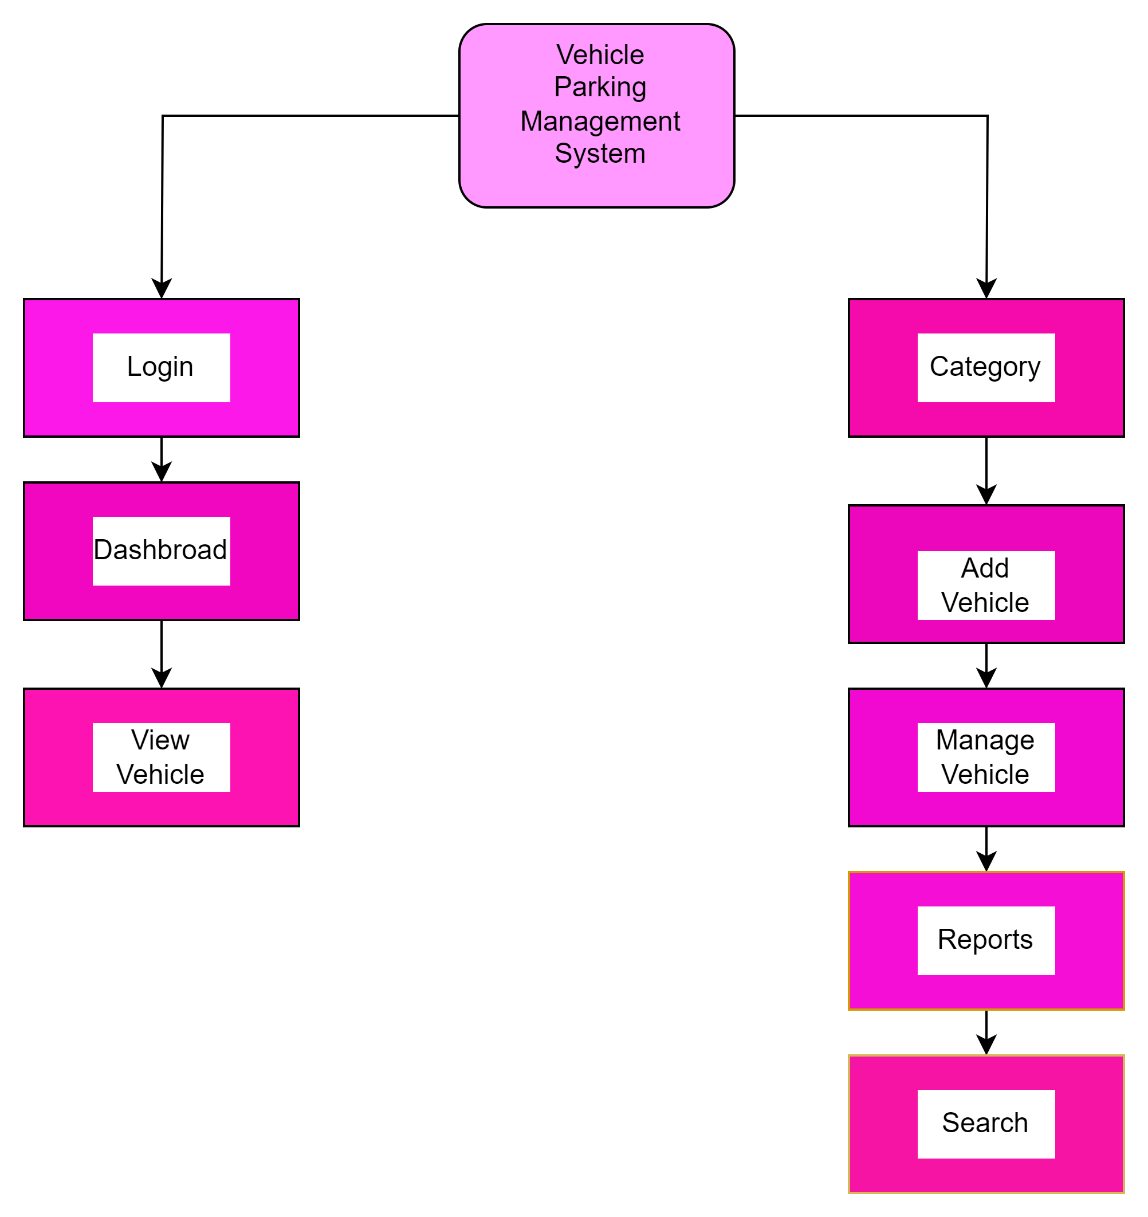 Vehicle
Parking
Management
System
Login
Category
Dashbroad
Add
Vehicle
View
Vehicle
Manage
Vehicle
Reports
Search